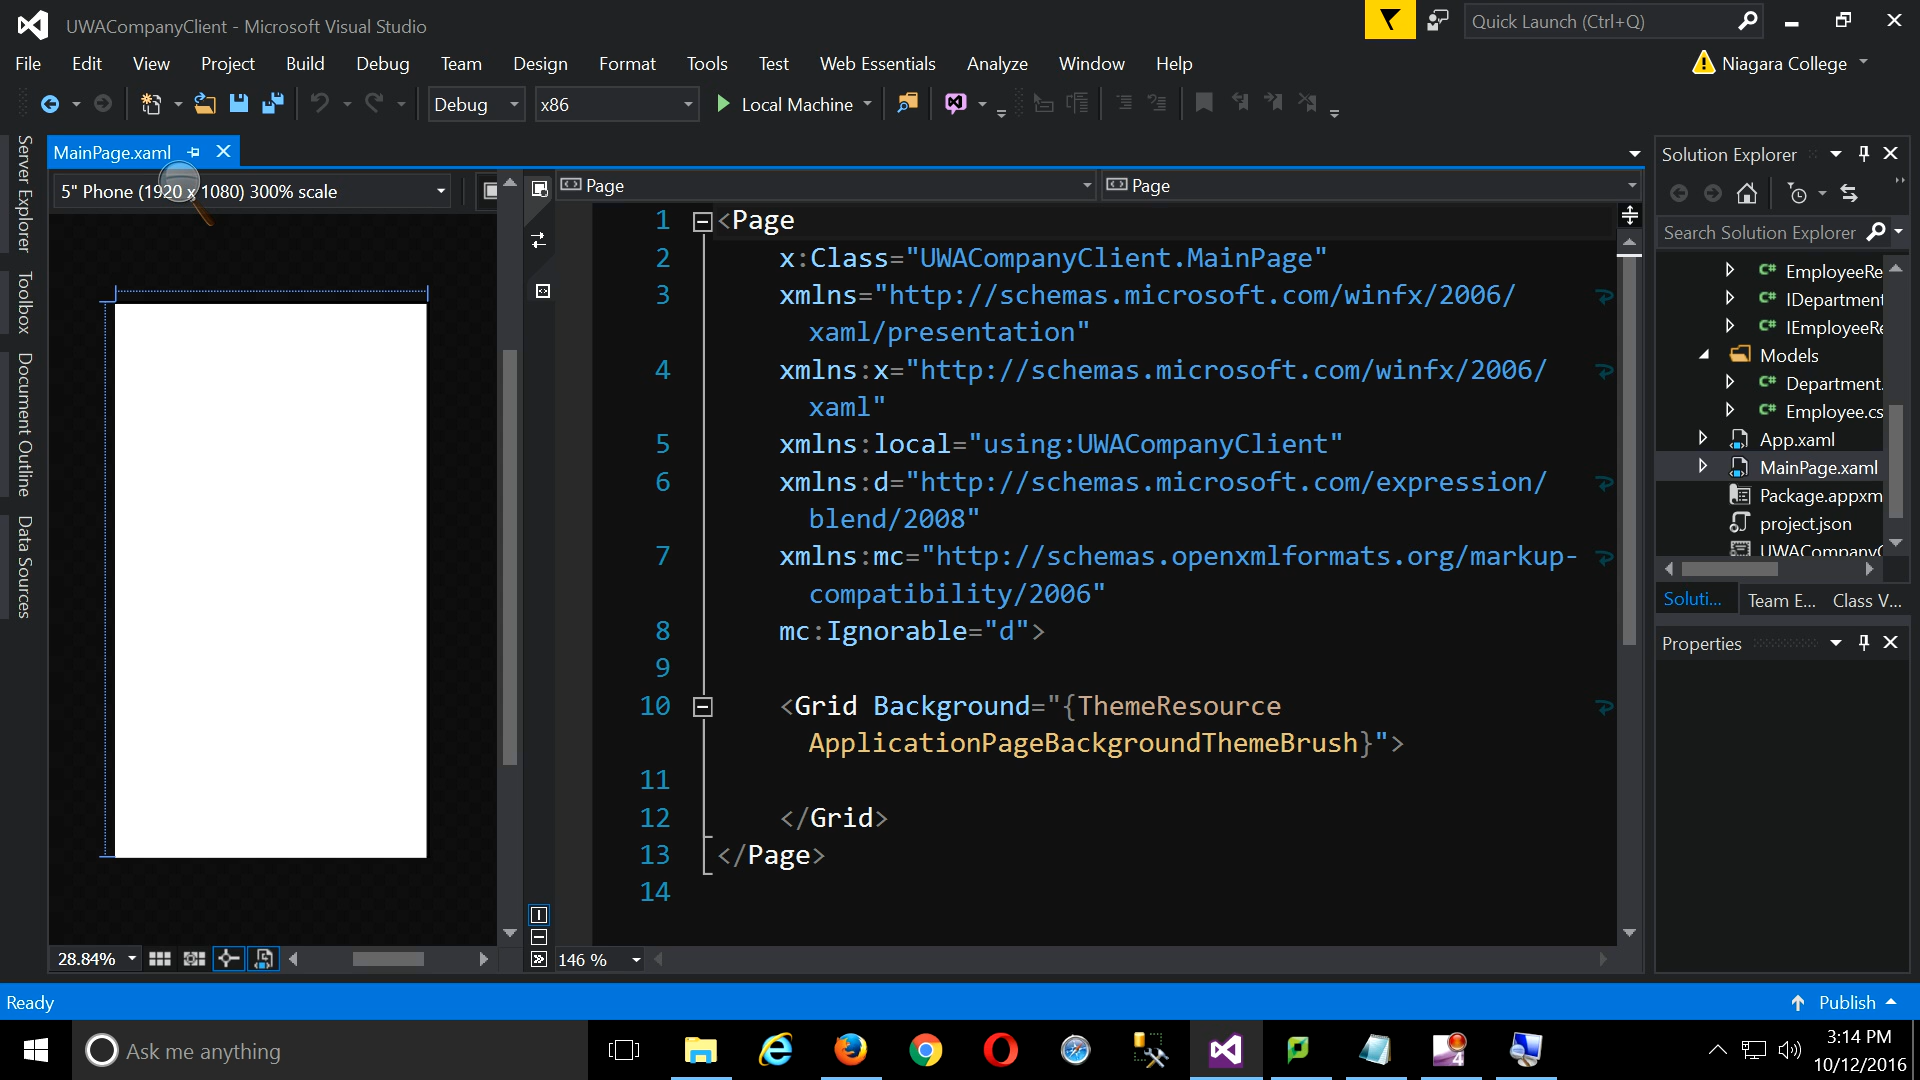 UWACompanyClient - Microsoft Visual Studio
Quick Launch (Ctrl+Q)
File Edit View Project Build Debug Team Design Format Tools Test Web Essentials Analyze Window Help
Niagara College
Debug x86 Local Machine
Server Explorer
Toolbox
Document Outline
Data Sources
MainPage.xaml
5" Phone (1920 x 1080) 300% scale
Page Page
1 <Page
2 x:Class="UWACompanyClient.MainPage"
3 xmlns="http://schemas.microsoft.com/winfx/2006/
xaml/presentation"
4 xmlns:x="http://schemas.microsoft.com/winfx/2006/
xaml"
5 xmlns:local="using:UWACompanyClient"
6 xmlns:d="http://schemas.microsoft.com/expression/
blend/2008"
7 xmlns:mc="http://schemas.openxmlformats.org/markup-
compatibility/2006"
8 mc:Ignorable="d">
9
10 <Grid Background="{ThemeResource
ApplicationPageBackgroundThemeBrush}">
11
12 </Grid>
13 </Page>
14
28.84%
146 %
Solution Explorer
Search Solution Explorer
C# EmployeeRe
C# IDepartment
C# IEmployeeRe
Models
C# Department.
C# Employee.cs
App.xaml
MainPage.xaml
Package.appxm
project.json
UWACompanyC
Soluti... Team E... Class V...
Properties
Ready
Publish
Ask me anything
4
3:14 PM
10/12/2016